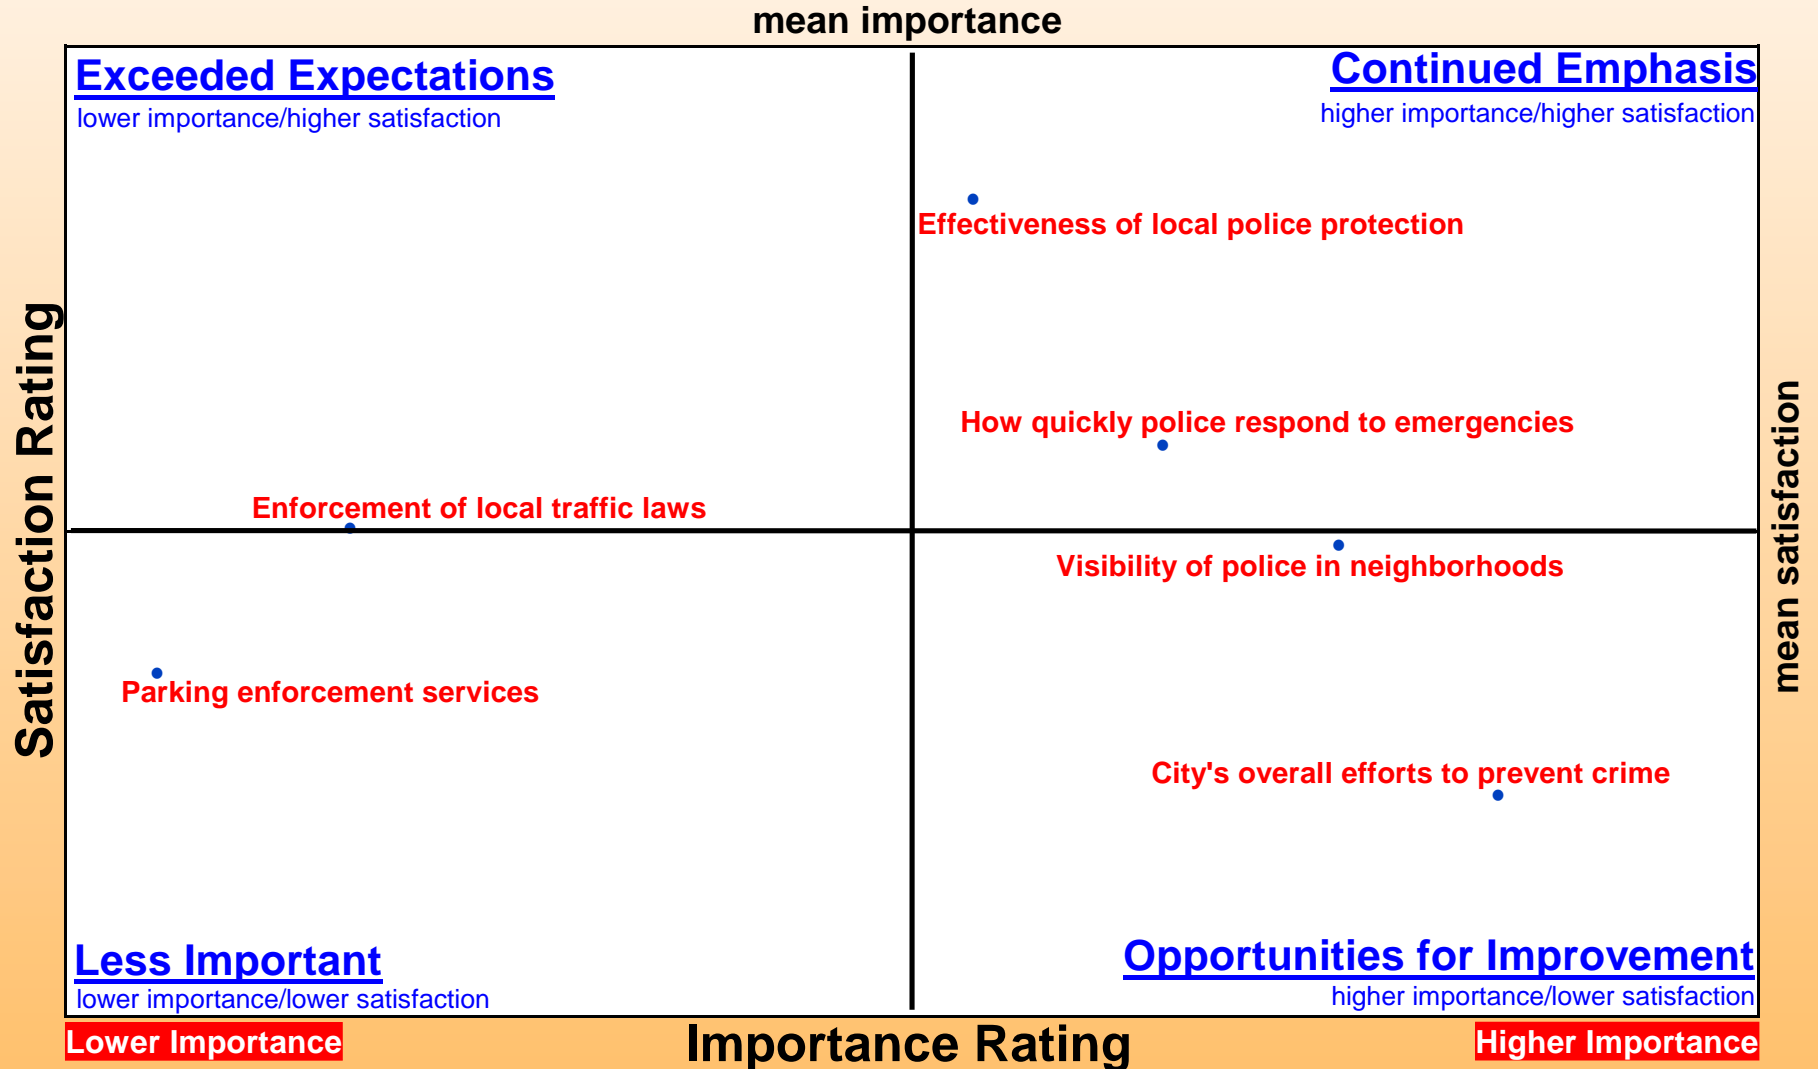 mean importance
Exceeded Expectations
lower importance/higher satisfaction
Continued Emphasis
higher importance/higher satisfaction
Effectiveness of local police protection
How quickly police respond to emergencies
Enforcement of local traffic laws
Visibility of police in neighborhoods
Parking enforcement services
City's overall efforts to prevent crime
Satisfaction Rating
mean satisfaction
Less Important
lower importance/lower satisfaction
Opportunities for Improvement
higher importance/lower satisfaction
Lower Importance
Importance Rating
Higher Importance